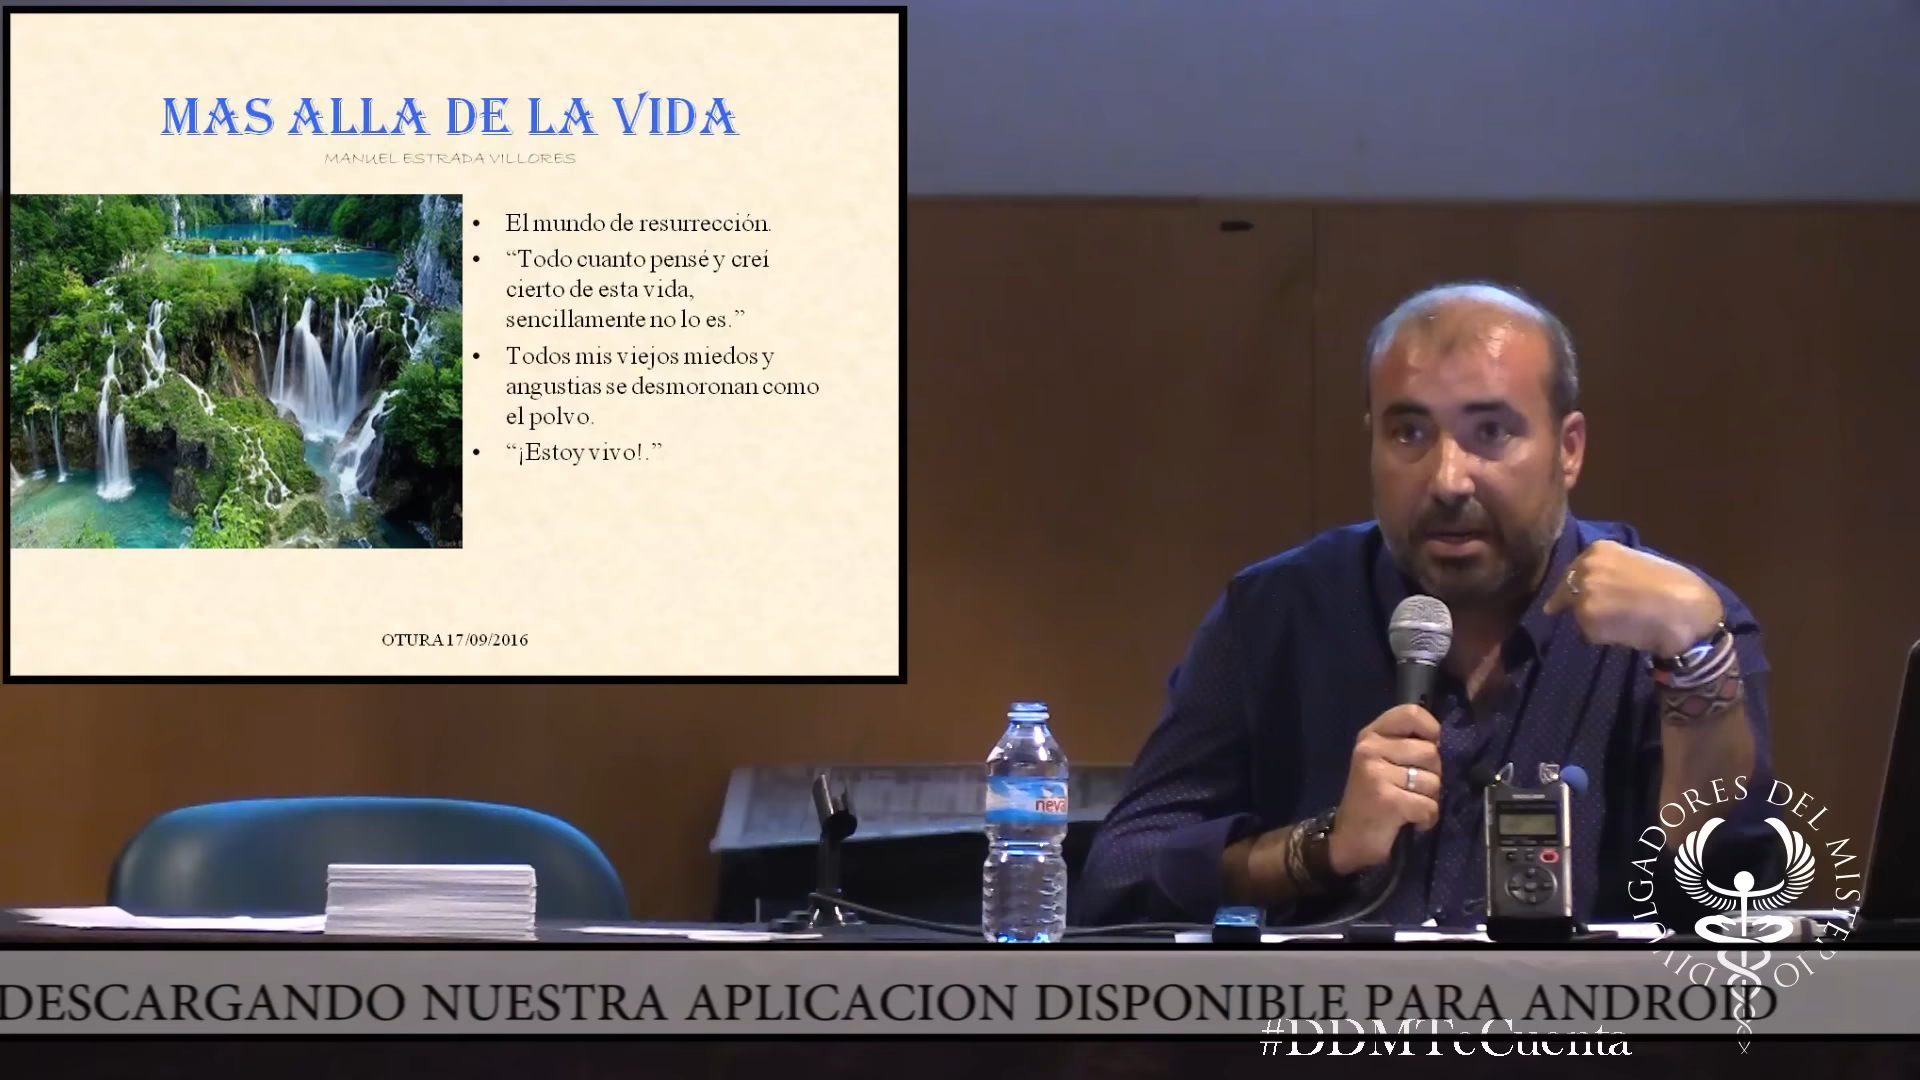 MAS ALLA DE LA VIDA
MANUEL ESTRADA VILLORES
• El mundo de resurrección.
• “Todo cuanto pensé y creí
cierto de esta vida,
sencillamente no lo es.”
• Todos mis viejos miedos y
angustias se desmoronan como
el polvo.
• “¡Estoy vivo!.”
OTURA 17/09/2016
neval
DIVULGADORES DEL MISTERIO
DESCARGANDO NUESTRA APLICACION DISPONIBLE PARA ANDROID
#DDMTeCuenta